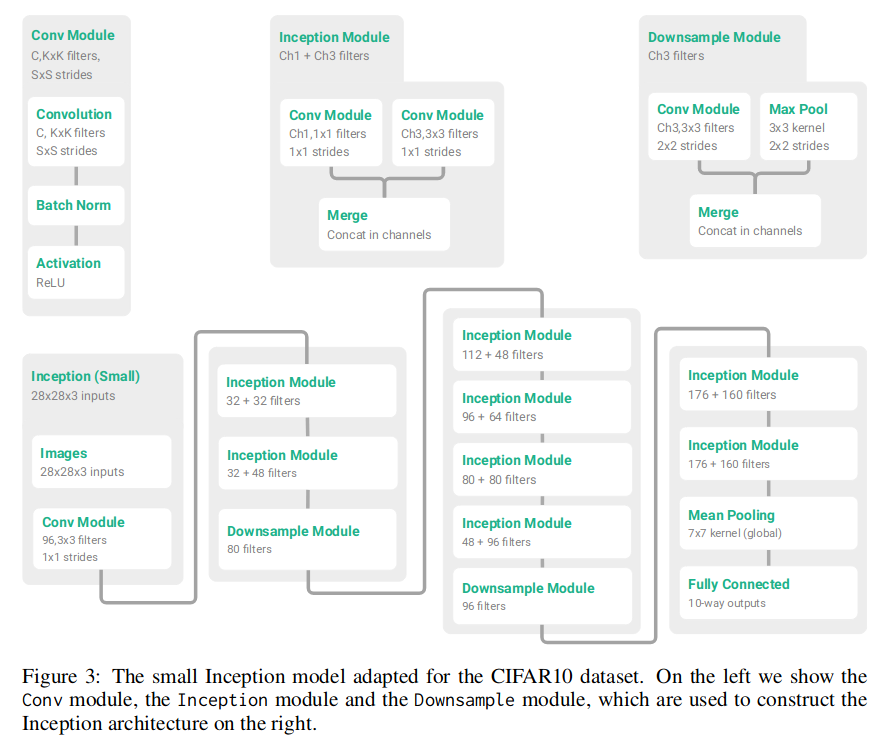 Conv Module
C,KxK filters,
SxS strides
Convolution
C, KxK filters
SxS strides
Batch Norm
Activation
ReLU
Inception Module
Ch1 + Ch3 filters
Conv Module
Ch1,1x1 filters
1x1 strides
Conv Module
Ch3,3x3 filters
1x1 strides
Merge
Concat in channels
Downsample Module
Ch3 filters
Conv Module
Ch3,3x3 filters
2x2 strides
Max Pool
3x3 kernel
2x2 strides
Merge
Concat in channels
Inception (Small)
28x28x3 inputs
Images
28x28x3 inputs
Conv Module
96,3x3 filters
1x1 strides
Inception Module
32 + 32 filters
Inception Module
32 + 48 filters
Downsample Module
80 filters
Inception Module
112 + 48 filters
Inception Module
96 + 64 filters
Inception Module
80 + 80 filters
Inception Module
48 + 96 filters
Downsample Module
96 filters
Inception Module
176 + 160 filters
Inception Module
176 + 160 filters
Mean Pooling
7x7 kernel (global)
Fully Connected
10-way outputs
Figure 3: The small Inception model adapted for the CIFAR10 dataset. On the left we show the
Conv module, the Inception module and the Downsample module, which are used to construct the
Inception architecture on the right.